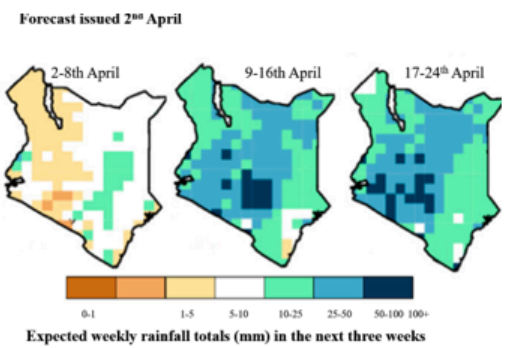 Forecast issued 2ⁿᵈ April
2-8th April 9-16th April 17-24ᵗʰ April
0-1 1-5 5-10 10-25 25-50 50-100 100+
Expected weekly rainfall totals (mm) in the next three weeks